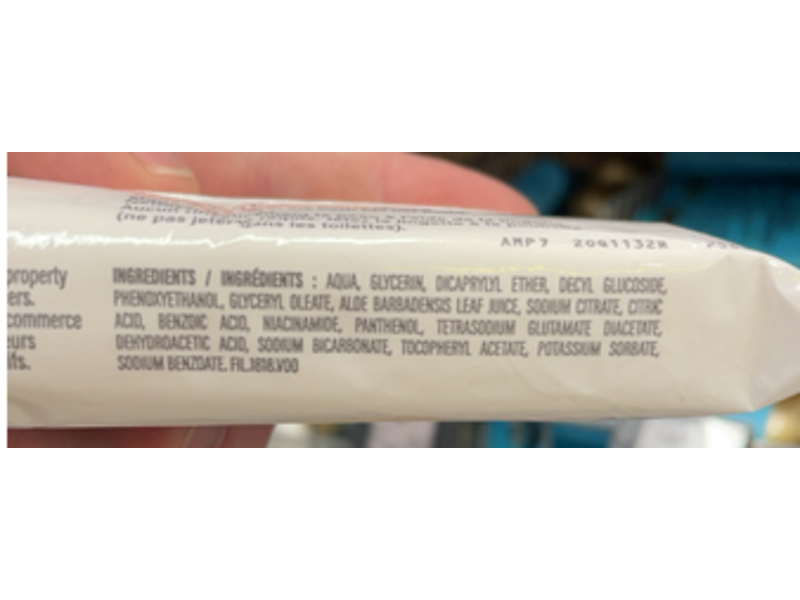 (ne pas jeter dans les toilettes).
AMP7 20Q113ZR
property
ers.
commerce
eurs
ifs.
INGREDIENTS / INGRÉDIENTS : AQUA, GLYCERIN, DICAPRYLYL ETHER, DECYL GLUCOSIDE,
PHENOXYETHANOL, GLYCERYL OLEATE, ALOE BARBADENSIS LEAF JUICE, SODIUM CITRATE, CITRIC
ACID, BENZOIC ACID, NIACINAMIDE, PANTHENOL, TETRASODIUM GLUTAMATE DIACETATE,
DEHYDROACETIC ACID, SODIUM BICARBONATE, TOCOPHERYL ACETATE, POTASSIUM SORBATE,
SODIUM BENZOATE. FIL.1818.V00